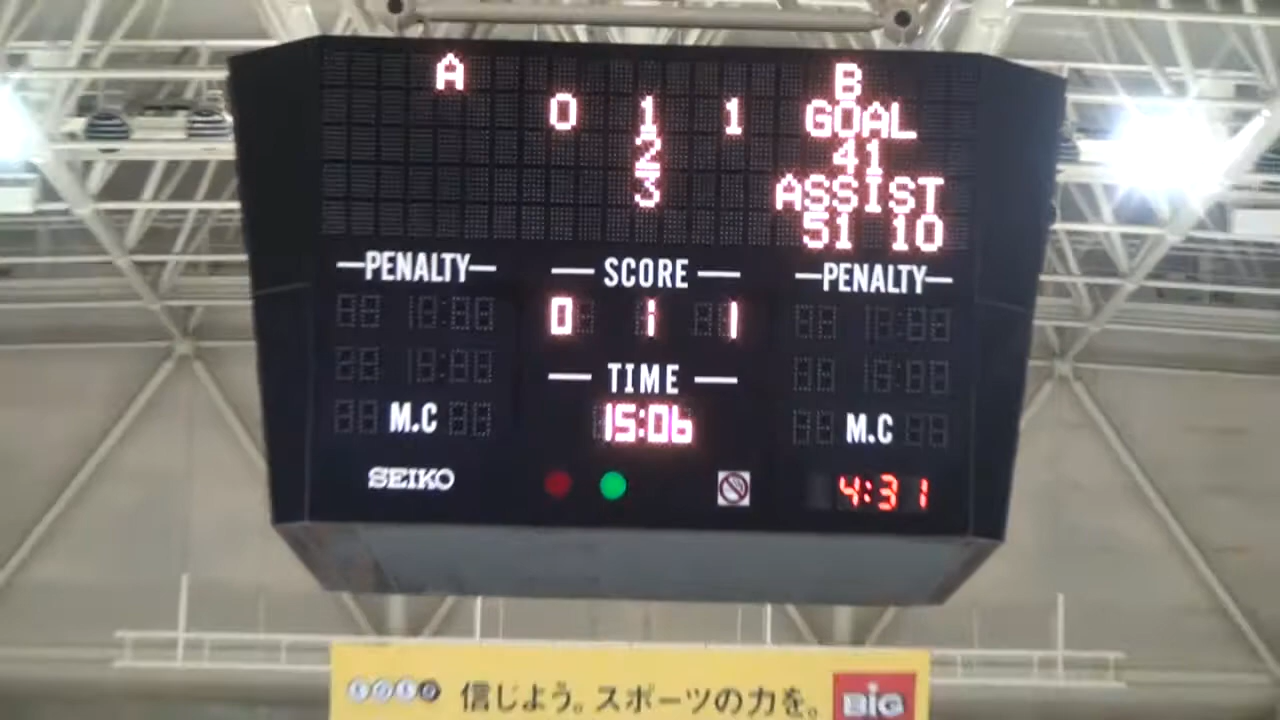 A B
0 1 1 GOAL
2 41
3 ASSIST
51 10
PENALTY SCORE PENALTY
0 1 1
TIME
M.C 15:06 M.C
SEIKO 4:31
信じよう。スポーツの力を。 BIG